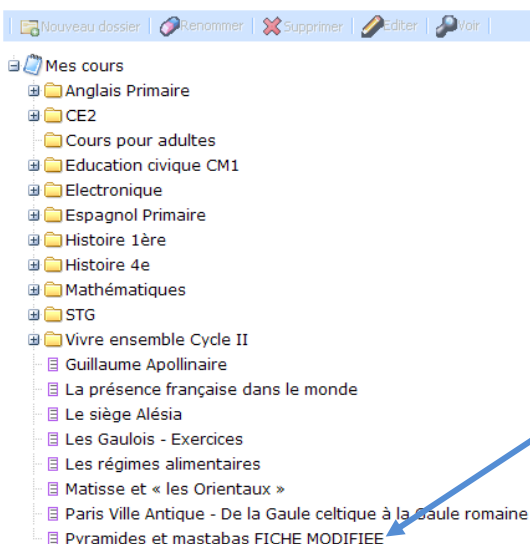 Nouveau dossier | Renommer | Supprimer | Editer | Voir |
Mes cours
Anglais Primaire
CE2
Cours pour adultes
Education civique CM1
Electronique
Espagnol Primaire
Histoire 1ère
Histoire 4e
Mathématiques
STG
Vivre ensemble Cycle II
Guillaume Apollinaire
La présence française dans le monde
Le siège Alésia
Les Gaulois - Exercices
Les régimes alimentaires
Matisse et « les Orientaux »
Paris Ville Antique - De la Gaule celtique à la Gaule romaine
Pyramides et mastabas FICHE MODIFIEE